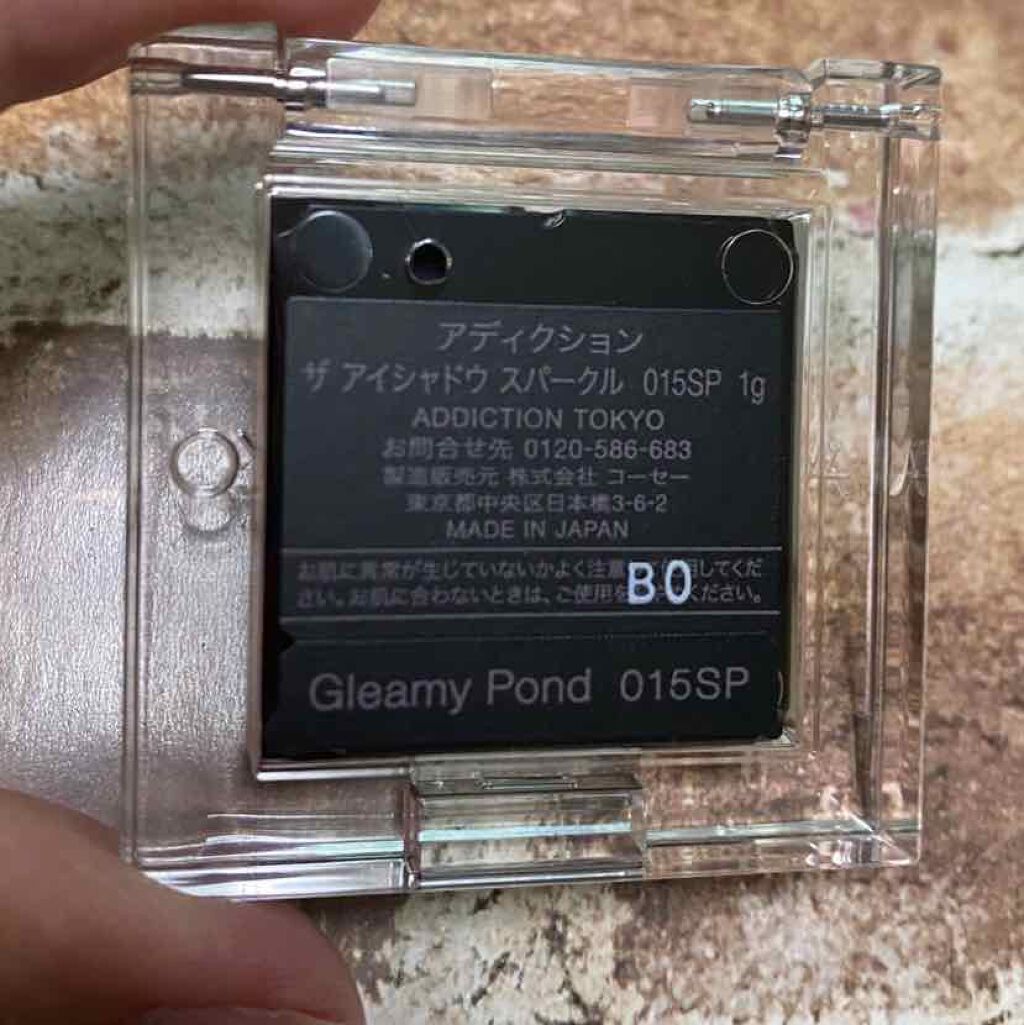 アディクション
ザ アイシャドウ スパークル 015SP 1g
ADDICTION TOKYO
お問合せ先 0120-586-683
製造販売元 株式会社 コーセー
東京都中央区日本橋3-6-2
MADE IN JAPAN
お肌に異常が生じていないかよく注意 使用してくだ
さい。お肌に合わないときは、ご使用を ください。
B0
Gleamy Pond 015SP